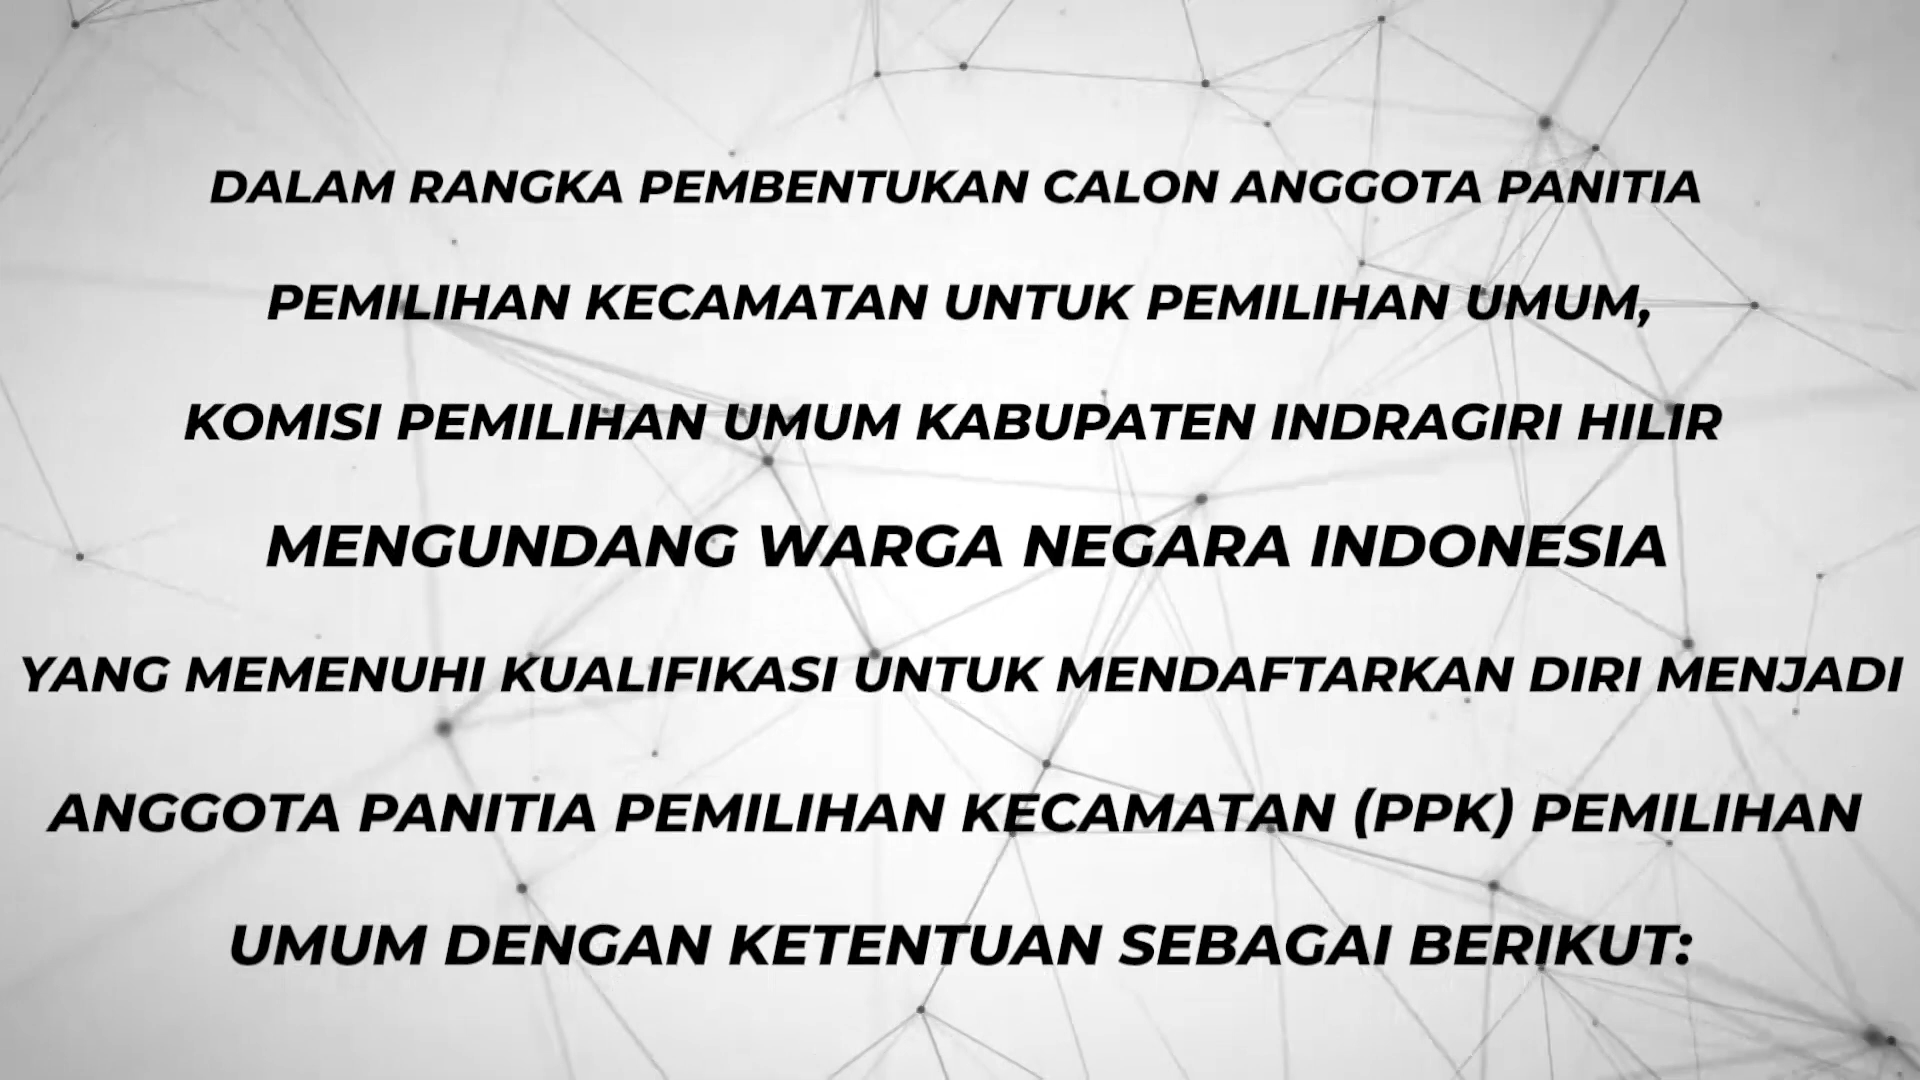 DALAM RANGKA PEMBENTUKAN CALON ANGGOTA PANITIA
PEMILIHAN KECAMATAN UNTUK PEMILIHAN UMUM,
KOMISI PEMILIHAN UMUM KABUPATEN INDRAGIRI HILIR
MENGUNDANG WARGA NEGARA INDONESIA
YANG MEMENUHI KUALIFIKASI UNTUK MENDAFTARKAN DIRI MENJADI
ANGGOTA PANITIA PEMILIHAN KECAMATAN (PPK) PEMILIHAN
UMUM DENGAN KETENTUAN SEBAGAI BERIKUT: